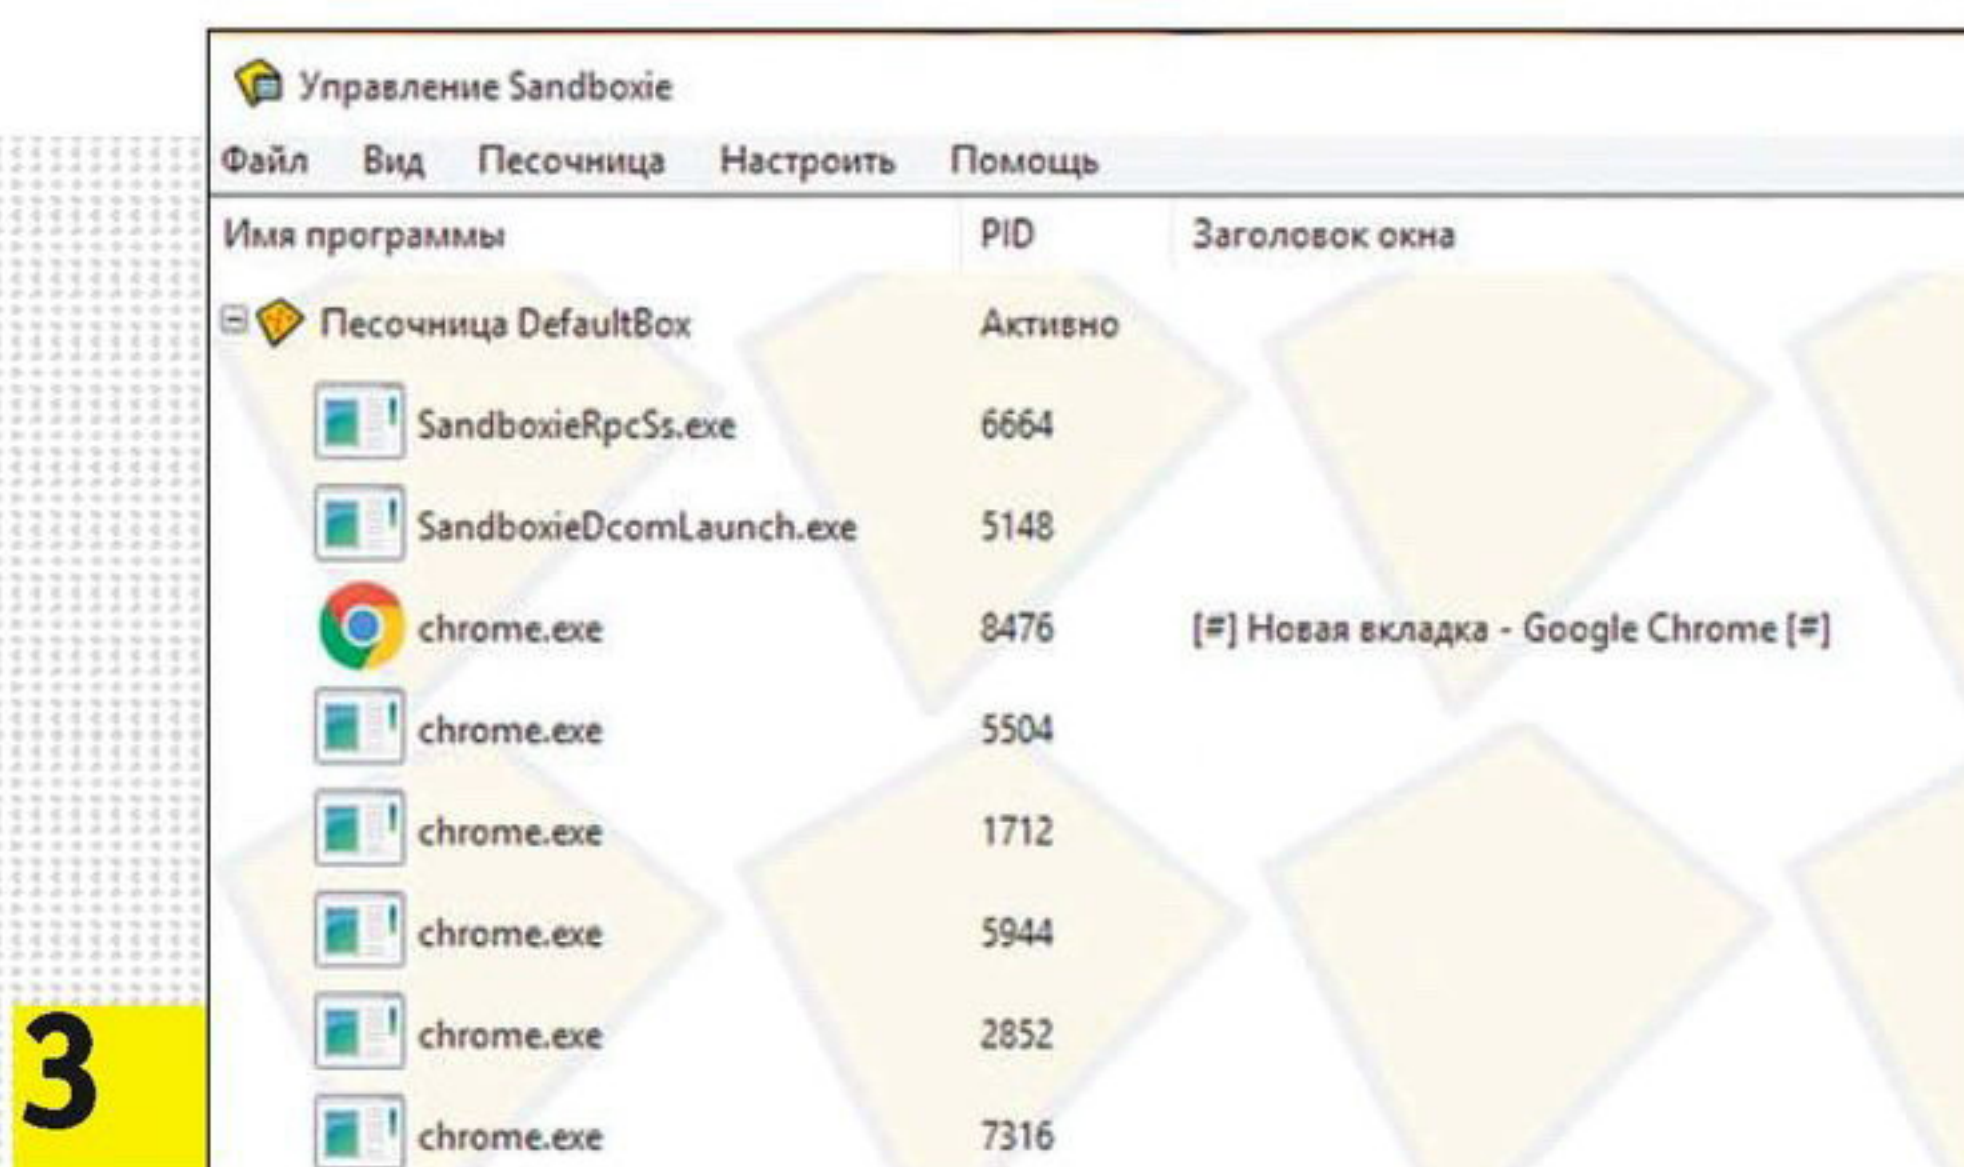 Управление Sandboxie
Файл Вид Песочница Настроить Помощь
Имя программы PID Заголовок окна
Песочница DefaultBox Активно
SandboxieRpcSs.exe 6664
SandboxieDcomLaunch.exe 5148
chrome.exe 8476 [#] Новая вкладка - Google Chrome [#]
chrome.exe 5504
chrome.exe 1712
chrome.exe 5944
chrome.exe 2852
chrome.exe 7316
3